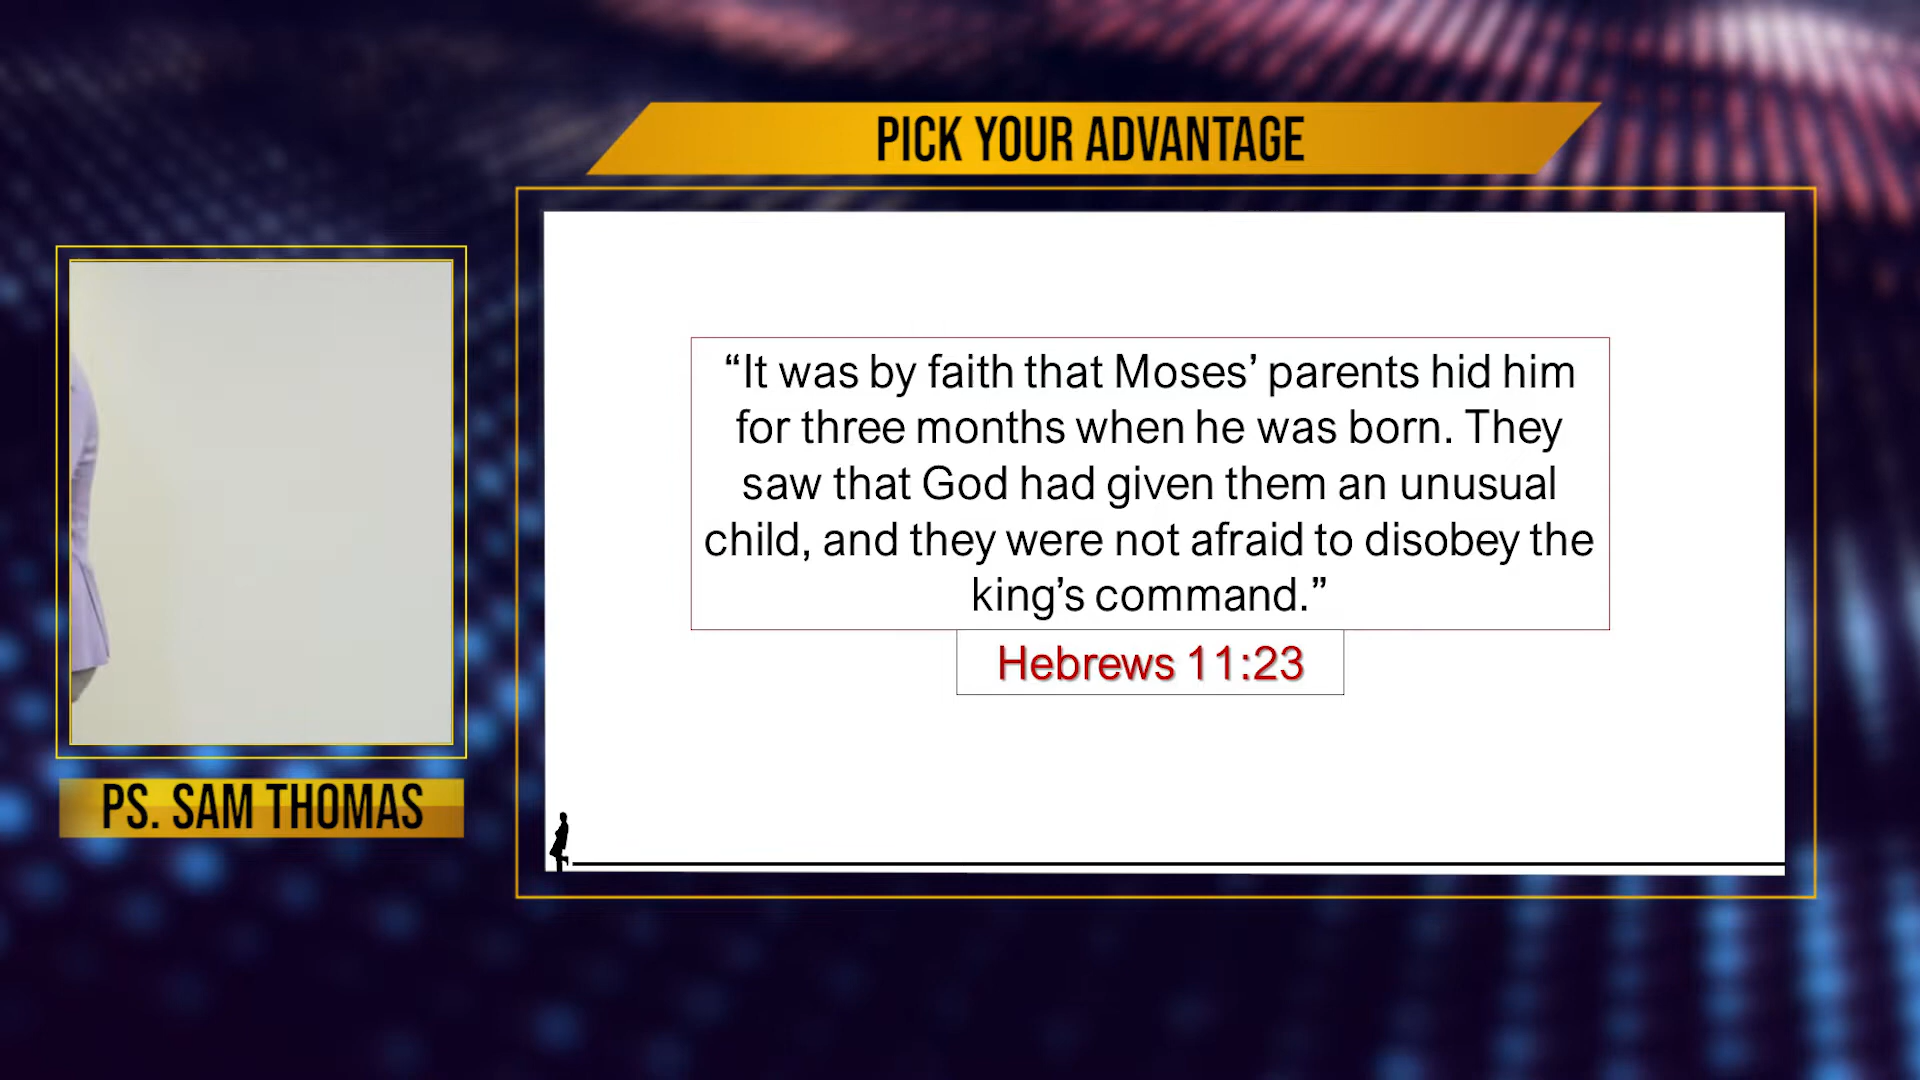 PICK YOUR ADVANTAGE
“It was by faith that Moses’ parents hid him
for three months when he was born. They
saw that God had given them an unusual
child, and they were not afraid to disobey the
king’s command.”
Hebrews 11:23
PS. SAM THOMAS